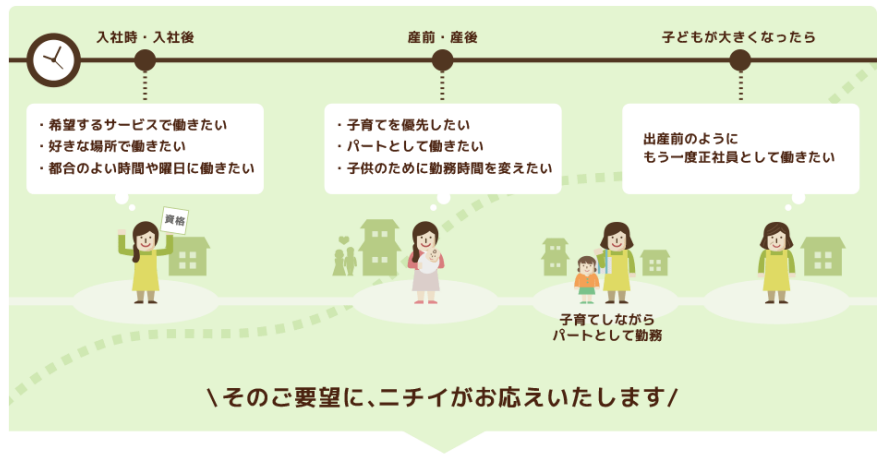 入社時・入社後
産前・産後
子どもが大きくなったら
・希望するサービスで働きたい
・好きな場所で働きたい
・都合のよい時間や曜日に働きたい
・子育てを優先したい
・パートとして働きたい
・子供のために勤務時間を変えたい
出産前のように
もう一度正社員として働きたい
資格
子育てしながら
パートとして勤務
\そのご要望に、ニチイがお応えいたします/